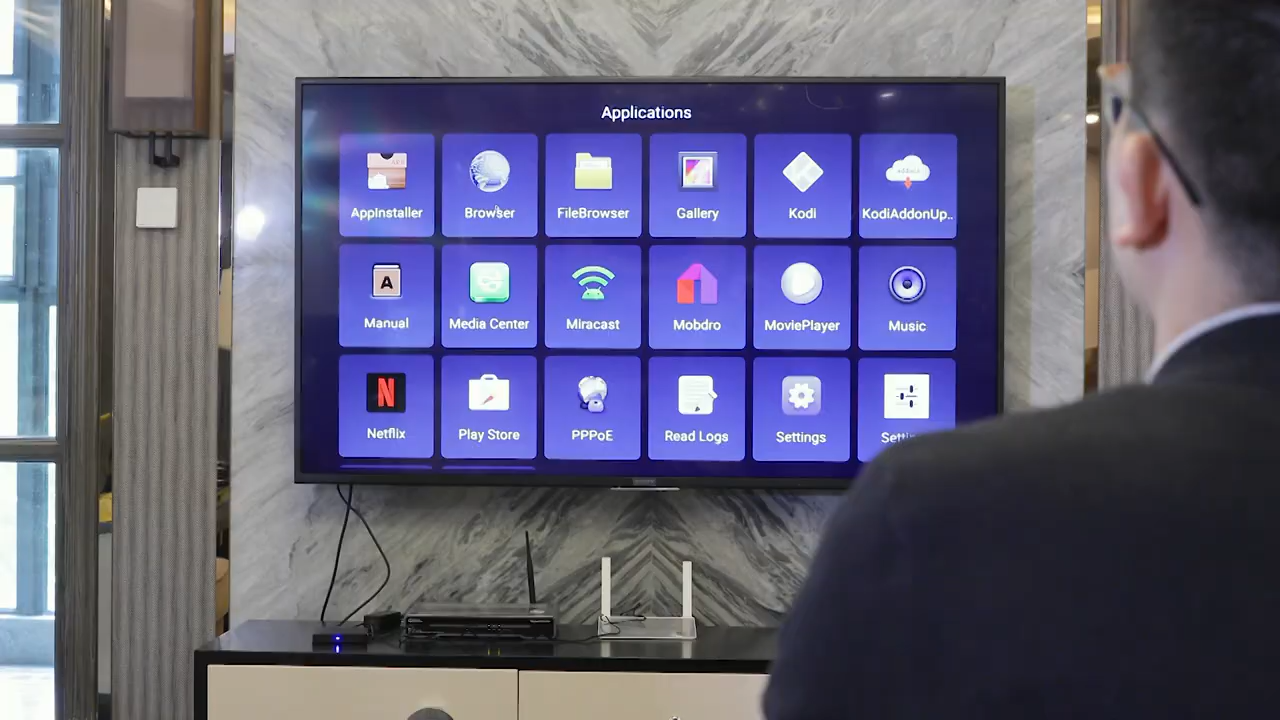 Applications
AppInstaller
Browser
FileBrowser
Gallery
Kodi
KodiAddonUp..
Manual
Media Center
Miracast
Mobdro
MoviePlayer
Music
Netflix
Play Store
PPPoE
Read Logs
Settings
A
N